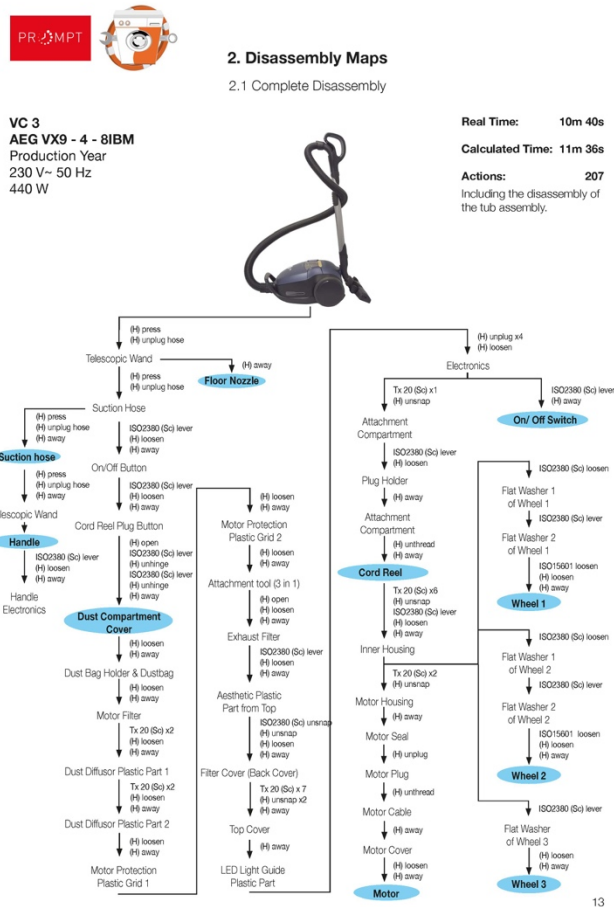 PROMPT
2. Disassembly Maps
2.1 Complete Disassembly
VC 3
AEG VX9 - 4 - 8IBM
Production Year
230 V~ 50 Hz
440 W
Real Time: 10m 40s
Calculated Time: 11m 36s
Actions: 207
Including the disassembly of
the tub assembly.
(H) press
(H) unplug hose
Telescopic Wand
(H) away
Floor Nozzle
(H) press
(H) unplug hose
Suction Hose
(H) press
(H) unplug hose
(H) away
Suction hose
(H) press
(H) unplug hose
(H) away
lescopic Wand
Handle
ISO2380 (Sc) lever
(H) loosen
(H) away
Handle
Electronics
ISO2380 (Sc) lever
(H) loosen
(H) away
On/Off Button
ISO2380 (Sc) lever
(H) loosen
(H) away
Cord Reel Plug Button
(H) open
ISO2380 (Sc) lever
(H) unhinge
ISO2380 (Sc) lever
(H) unhinge
(H) away
Dust Compartment
Cover
(H) loosen
(H) away
Dust Bag Holder & Dustbag
(H) loosen
(H) away
Motor Filter
Tx 20 (Sc) x2
(H) loosen
(H) away
Dust Diffusor Plastic Part 1
Tx 20 (Sc) x2
(H) loosen
(H) away
Dust Diffusor Plastic Part 2
(H) loosen
(H) away
Motor Protection
Plastic Grid 1
(H) loosen
(H) away
Motor Protection
Plastic Grid 2
(H) loosen
(H) away
Attachment tool (3 in 1)
(H) open
(H) loosen
(H) away
Exhaust Filter
ISO2380 (Sc) lever
(H) loosen
(H) away
Aesthetic Plastic
Part from Top
ISO2380 (Sc) unsnap
(H) unsnap
(H) loosen
(H) away
Filter Cover (Back Cover)
Tx 20 (Sc) x 7
(H) unsnap x2
(H) away
Top Cover
(H) away
LED Light Guide
Plastic Part
(H) unplug x4
(H) loosen
Electronics
Tx 20 (Sc) x1
(H) unsnap
Attachment
Compartment
ISO2380 (Sc) lever
(H) loosen
Plug Holder
(H) away
Attachment
Compartment
(H) unthread
(H) away
Cord Reel
Tx 20 (Sc) x6
(H) unsnap
ISO2380 (Sc) lever
(H) loosen
(H) away
Inner Housing
Tx 20 (Sc) x2
(H) unsnap
Motor Housing
(H) away
Motor Seal
(H) unplug
Motor Plug
(H) unthread
Motor Cable
(H) away
Motor Cover
(H) loosen
(H) away
Motor
ISO2380 (Sc) lever
(H) away
On/ Off Switch
ISO2380 (Sc) loosen
Flat Washer 1
of Wheel 1
ISO2380 (Sc) lever
Flat Washer 2
of Wheel 1
ISO15601 loosen
(H) loosen
(H) away
Wheel 1
ISO2380 (Sc) loosen
Flat Washer 1
of Wheel 2
ISO2380 (Sc) lever
Flat Washer 2
of Wheel 2
ISO15601 loosen
(H) loosen
(H) away
Wheel 2
ISO2380 (Sc) lever
Flat Washer
of Wheel 3
(H) loosen
(H) away
Wheel 3
13